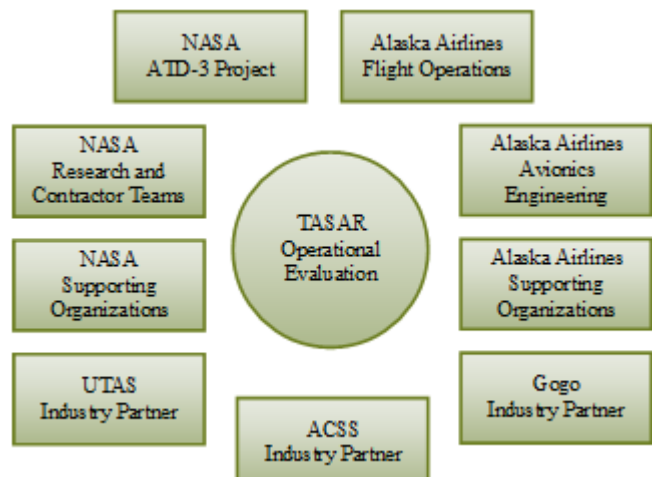 NASA
ATD-3 Project
Alaska Airlines
Flight Operations
NASA
Research and
Contractor Teams
Alaska Airlines
Avionics
Engineering
TASAR
Operational
Evaluation
NASA
Supporting
Organizations
Alaska Airlines
Supporting
Organizations
UTAS
Industry Partner
ACSS
Industry Partner
Gogo
Industry Partner